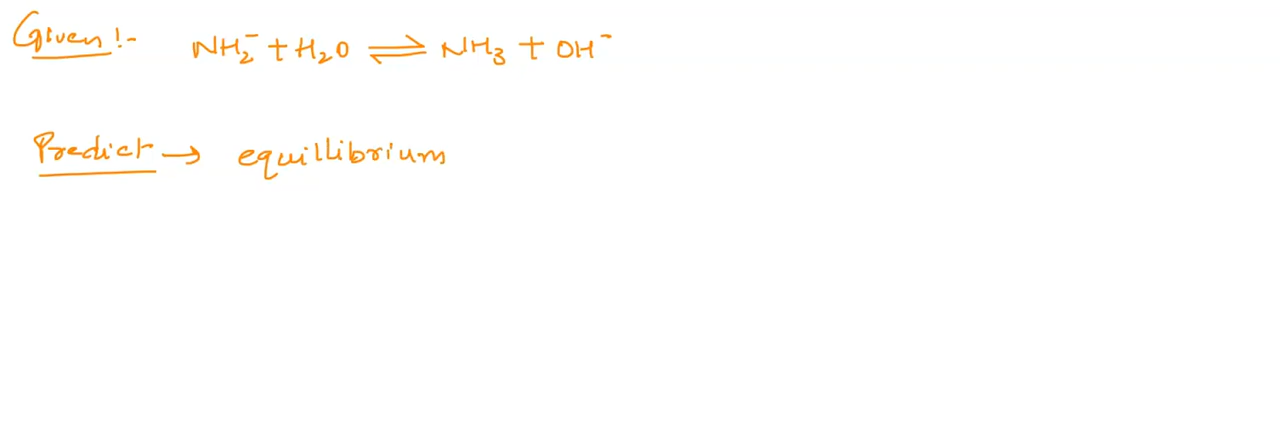 Given:- NH₂⁻ + H₂O ⇌ NH₃ + OH⁻
Predict → equillibrium